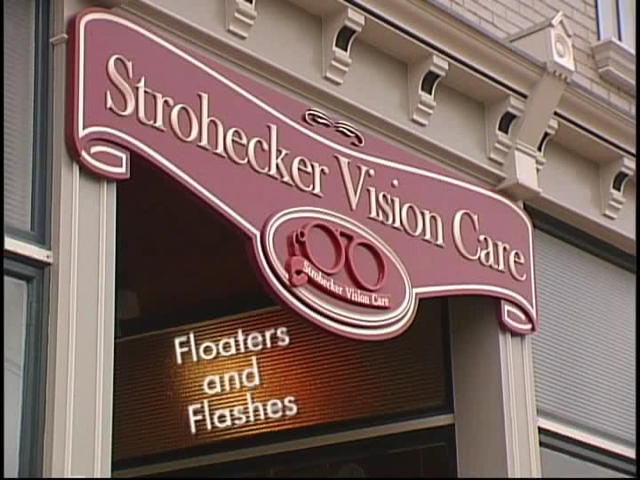 Strohecker Vision Care
Strohecker Vision Care
Floaters
and
Flashes